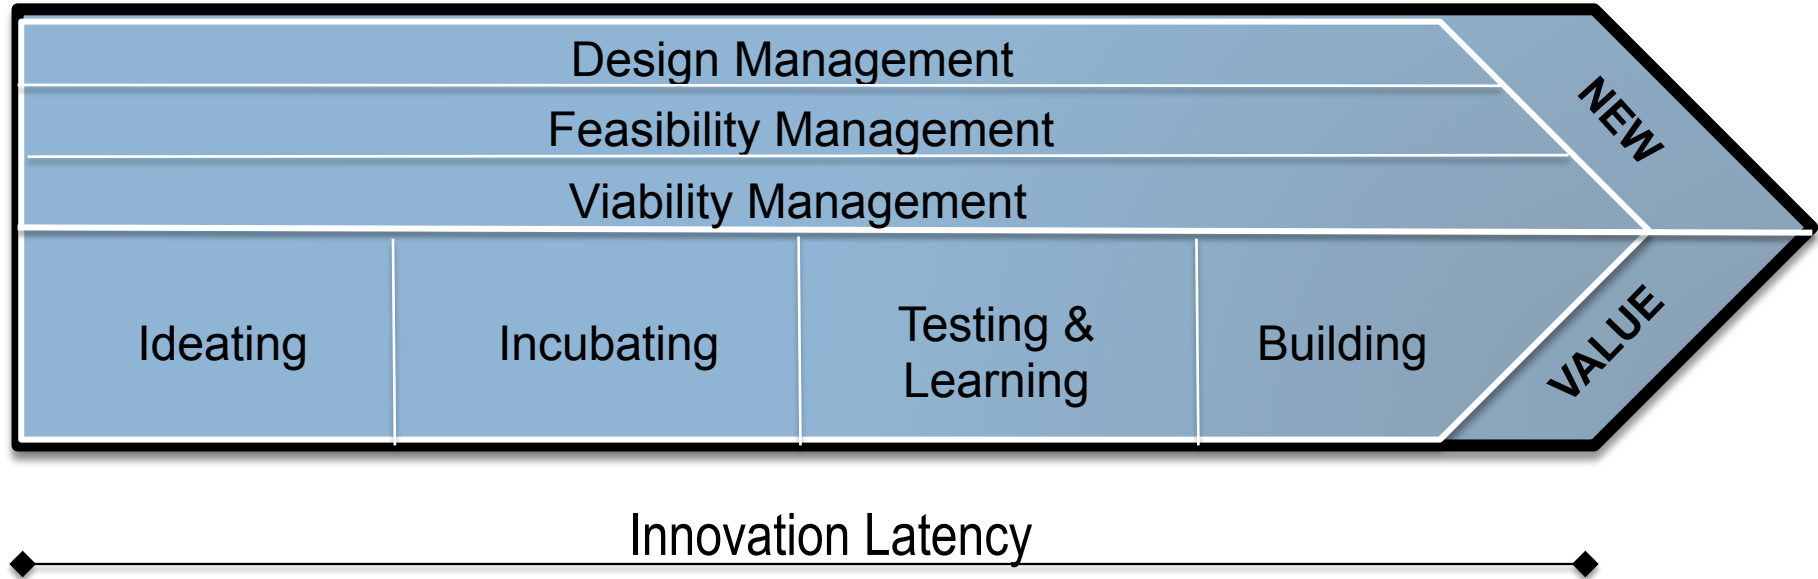 Design Management
Feasibility Management
Viability Management
NEW
VALUE
Ideating
Incubating
Testing &
Learning
Building
Innovation Latency